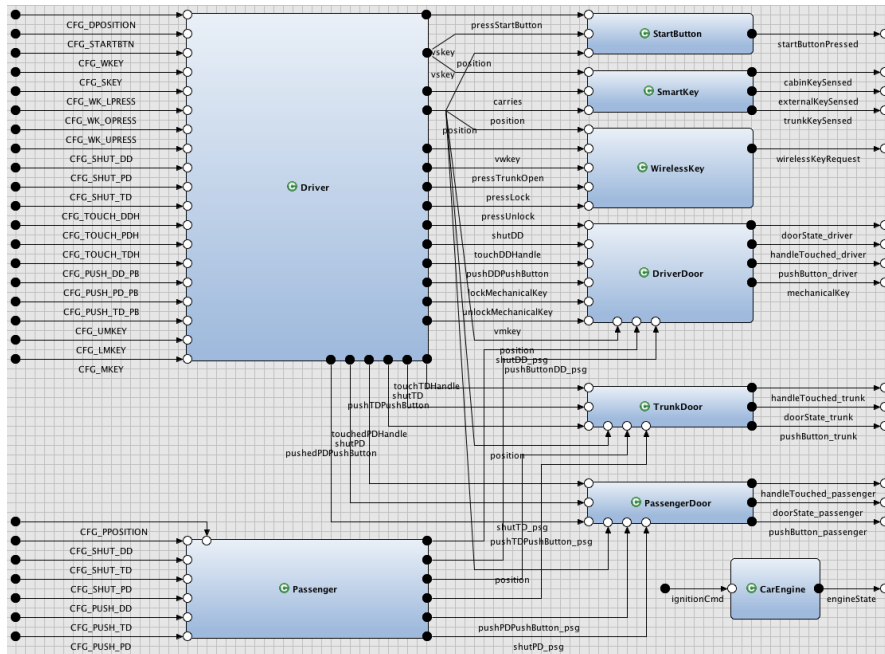 CFG_DPOSITION
CFG_STARTBTN
CFG_WKEY
CFG_SKEY
CFG_WK_LPRESS
CFG_WK_OPRESS
CFG_WK_UPRESS
CFG_SHUT_DD
CFG_SHUT_PD
CFG_SHUT_TD
CFG_TOUCH_DDH
CFG_TOUCH_PDH
CFG_TOUCH_TDH
CFG_PUSH_DD_PB
CFG_PUSH_PD_PB
CFG_PUSH_TD_PB
CFG_UMKEY
CFG_LMKEY
CFG_MKEY
Driver
pressStartButton
vskey
position
vskey
carries
position
position
vwkey
pressTrunkOpen
pressLock
pressUnlock
shutDD
touchDDHandle
pushDDPushButton
lockMechanicalKey
unlockMechanicalKey
vmkey
position
shutDD_psg
pushButtonDD_psg
touchTDHandle
shutTD
pushTDPushButton
touchedPDHandle
shutPD
pushedPDPushButton
position
shutTD_psg
pushTDPushButton_psg
position
pushPDPushButton_psg
shutPD_psg
StartButton
startButtonPressed
SmartKey
cabinKeySensed
externalKeySensed
trunkKeySensed
WirelessKey
wirelessKeyRequest
DriverDoor
doorState_driver
handleTouched_driver
pushButton_driver
mechanicalKey
TrunkDoor
handleTouched_trunk
doorState_trunk
pushButton_trunk
PassengerDoor
handleTouched_passenger
doorState_passenger
pushButton_passenger
CFG_PPOSITION
CFG_SHUT_DD
CFG_SHUT_TD
CFG_SHUT_PD
CFG_PUSH_DD
CFG_PUSH_TD
CFG_PUSH_PD
Passenger
ignitionCmd
CarEngine
engineState